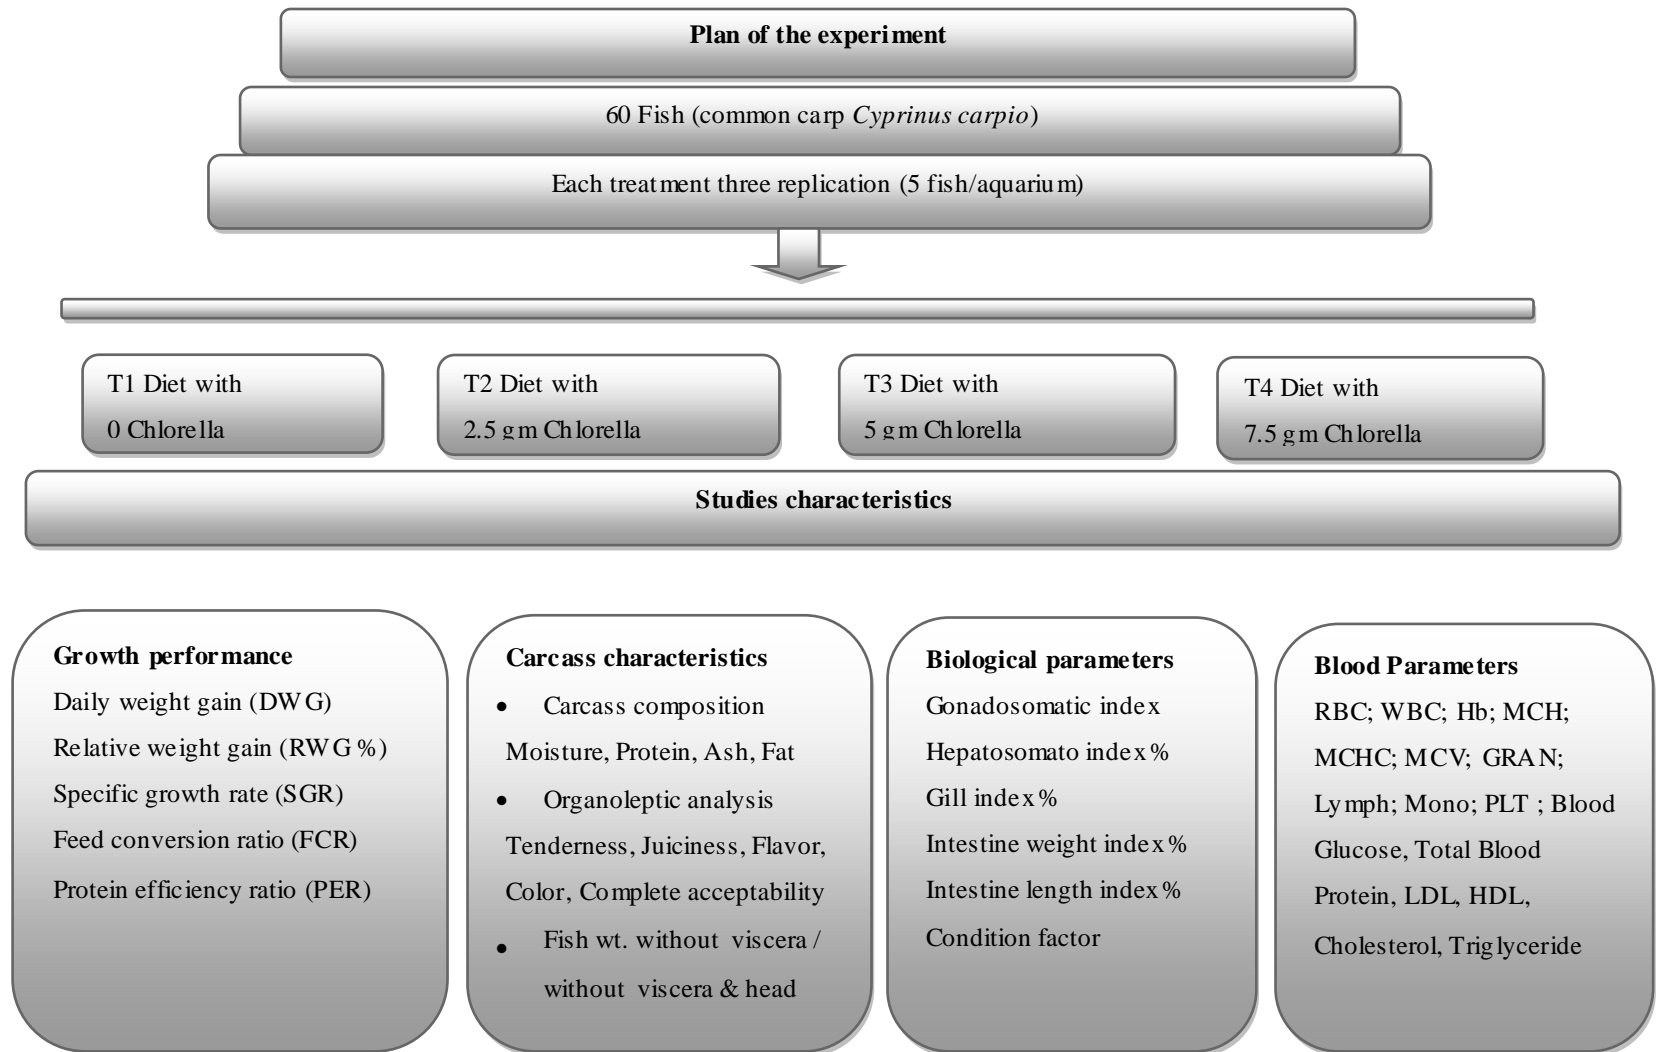 Plan of the experiment
60 Fish (common carp Cyprinus carpio)
Each treatment three replication (5 fish/aquarium)
T1 Diet with
0 Chlorella
T2 Diet with
2.5 gm Chlorella
T3 Diet with
5 gm Chlorella
T4 Diet with
7.5 gm Chlorella
Studies characteristics
Growth performance
Daily weight gain (DWG)
Relative weight gain (RWG %)
Specific growth rate (SGR)
Feed conversion ratio (FCR)
Protein efficiency ratio (PER)
Carcass characteristics
• Carcass composition
Moisture, Protein, Ash, Fat
• Organoleptic analysis
Tenderness, Juiciness, Flavor,
Color, Complete acceptability
• Fish wt. without viscera /
without viscera & head
Biological parameters
Gonadosomatic index
Hepatosomato index%
Gill index%
Intestine weight index%
Intestine length index%
Condition factor
Blood Parameters
RBC; WBC; Hb; MCH;
MCHC; MCV; GRAN;
Lymph; Mono; PLT ; Blood
Glucose, Total Blood
Protein, LDL, HDL,
Cholesterol, Triglyceride